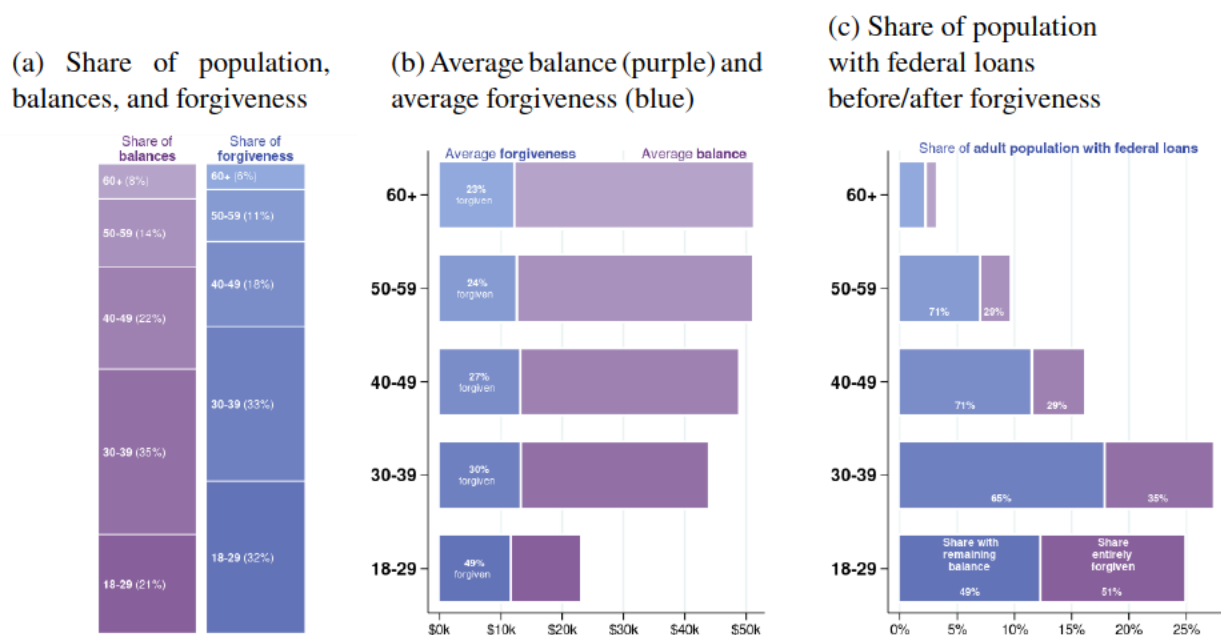 (a) Share of population,
balances, and forgiveness
Share of
balances
Share of
forgiveness
60+ (8%)
50-59 (14%)
40-49 (22%)
30-39 (35%)
18-29 (21%)
60+ (6%)
50-59 (11%)
40-49 (18%)
30-39 (33%)
18-29 (32%)
(b) Average balance (purple) and
average forgiveness (blue)
Average forgiveness
Average balance
60+
23%
forgiven
50-59
24%
forgiven
40-49
27%
forgiven
30-39
30%
forgiven
18-29
49%
forgiven
$0k
$10k
$20k
$30k
$40k
$50k
(c) Share of population
with federal loans
before/after forgiveness
Share of adult population with federal loans
60+
50-59
71%
29%
40-49
71%
29%
30-39
65%
35%
18-29
Share with
remaining
balance
49%
Share
entirely
forgiven
51%
0%
5%
10%
15%
20%
25%